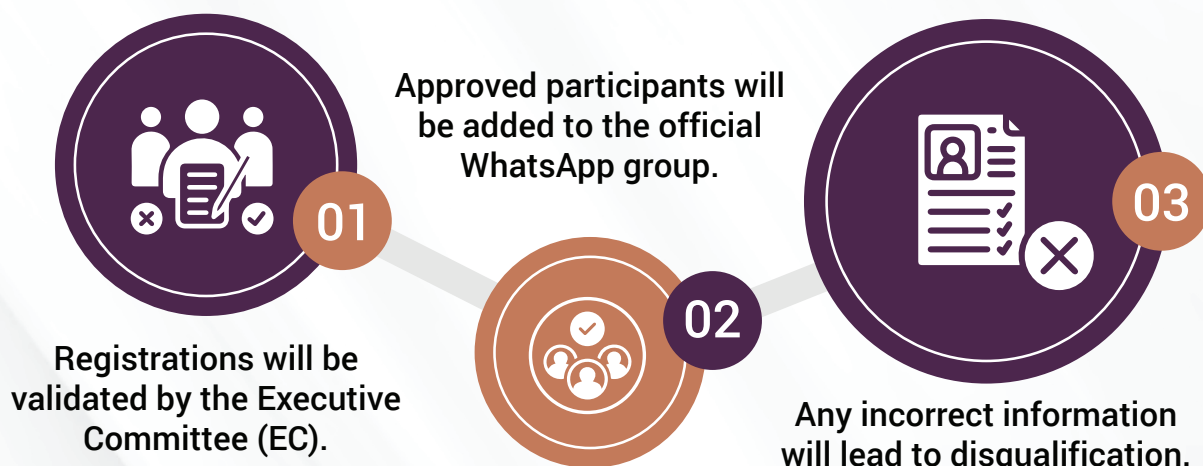 01
Registrations will be
validated by the Executive
Committee (EC).
Approved participants will
be added to the official
WhatsApp group.
02
03
Any incorrect information
will lead to disqualification.